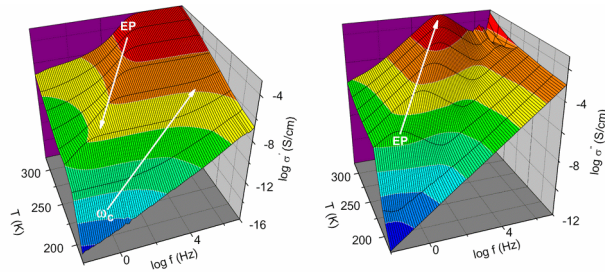 EP
-4
-8
-12
-16
log σ' (S/cm)
300
250
200
T (K)
0
4
log f (Hz)
ω_c
EP
-4
-8
-12
log σ'' (S/cm)
300
250
200
T (K)
0
4
log f (Hz)